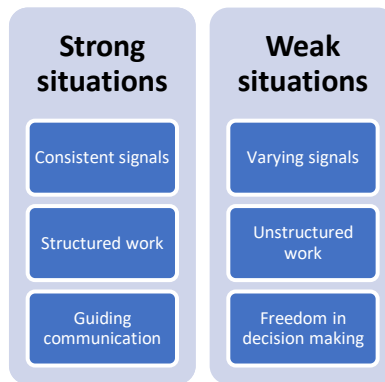 Strong
situations
Consistent signals
Structured work
Guiding
communication
Weak
situations
Varying signals
Unstructured
work
Freedom in
decision making